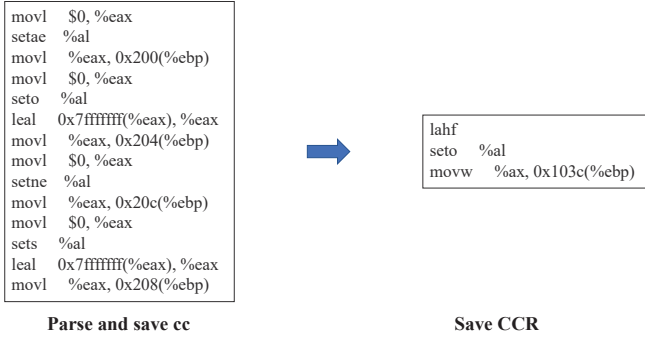 movl $0, %eax
setae %al
movl %eax, 0x200(%ebp)
movl $0, %eax
seto %al
leal 0x7fffffff(%eax), %eax
movl %eax, 0x204(%ebp)
movl $0, %eax
setne %al
movl %eax, 0x20c(%ebp)
movl $0, %eax
sets %al
leal 0x7fffffff(%eax), %eax
movl %eax, 0x208(%ebp)
Parse and save cc
lahf
seto %al
movw %ax, 0x103c(%ebp)
Save CCR